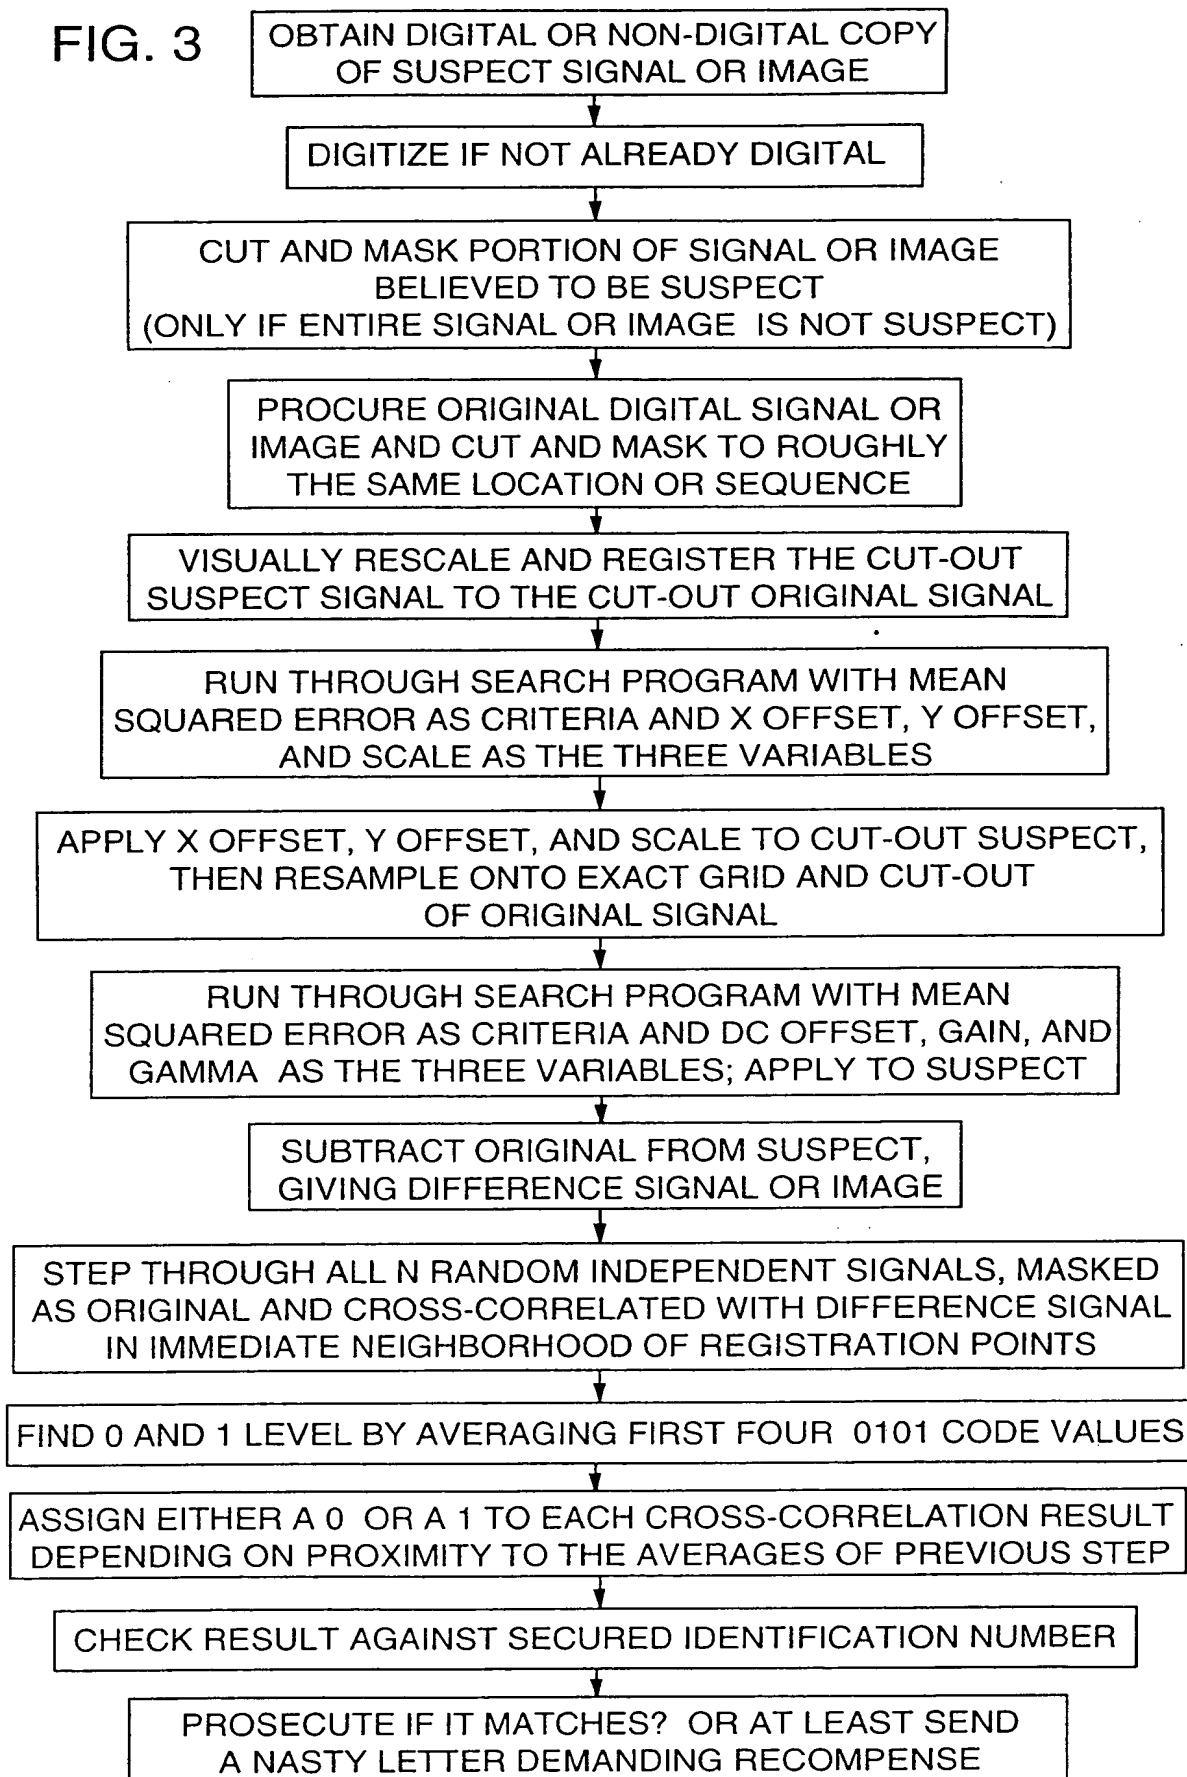 FIG. 3
OBTAIN DIGITAL OR NON-DIGITAL COPY
OF SUSPECT SIGNAL OR IMAGE
DIGITIZE IF NOT ALREADY DIGITAL
CUT AND MASK PORTION OF SIGNAL OR IMAGE
BELIEVED TO BE SUSPECT
(ONLY IF ENTIRE SIGNAL OR IMAGE IS NOT SUSPECT)
PROCURE ORIGINAL DIGITAL SIGNAL OR
IMAGE AND CUT AND MASK TO ROUGHLY
THE SAME LOCATION OR SEQUENCE
VISUALLY RESCALE AND REGISTER THE CUT-OUT
SUSPECT SIGNAL TO THE CUT-OUT ORIGINAL SIGNAL
RUN THROUGH SEARCH PROGRAM WITH MEAN
SQUARED ERROR AS CRITERIA AND X OFFSET, Y OFFSET,
AND SCALE AS THE THREE VARIABLES
APPLY X OFFSET, Y OFFSET, AND SCALE TO CUT-OUT SUSPECT,
THEN RESAMPLE ONTO EXACT GRID AND CUT-OUT
OF ORIGINAL SIGNAL
RUN THROUGH SEARCH PROGRAM WITH MEAN
SQUARED ERROR AS CRITERIA AND DC OFFSET, GAIN, AND
GAMMA AS THE THREE VARIABLES; APPLY TO SUSPECT
SUBTRACT ORIGINAL FROM SUSPECT,
GIVING DIFFERENCE SIGNAL OR IMAGE
STEP THROUGH ALL N RANDOM INDEPENDENT SIGNALS, MASKED
AS ORIGINAL AND CROSS-CORRELATED WITH DIFFERENCE SIGNAL
IN IMMEDIATE NEIGHBORHOOD OF REGISTRATION POINTS
FIND 0 AND 1 LEVEL BY AVERAGING FIRST FOUR 0101 CODE VALUES
ASSIGN EITHER A 0 OR A 1 TO EACH CROSS-CORRELATION RESULT
DEPENDING ON PROXIMITY TO THE AVERAGES OF PREVIOUS STEP
CHECK RESULT AGAINST SECURED IDENTIFICATION NUMBER
PROSECUTE IF IT MATCHES? OR AT LEAST SEND
A NASTY LETTER DEMANDING RECOMPENSE